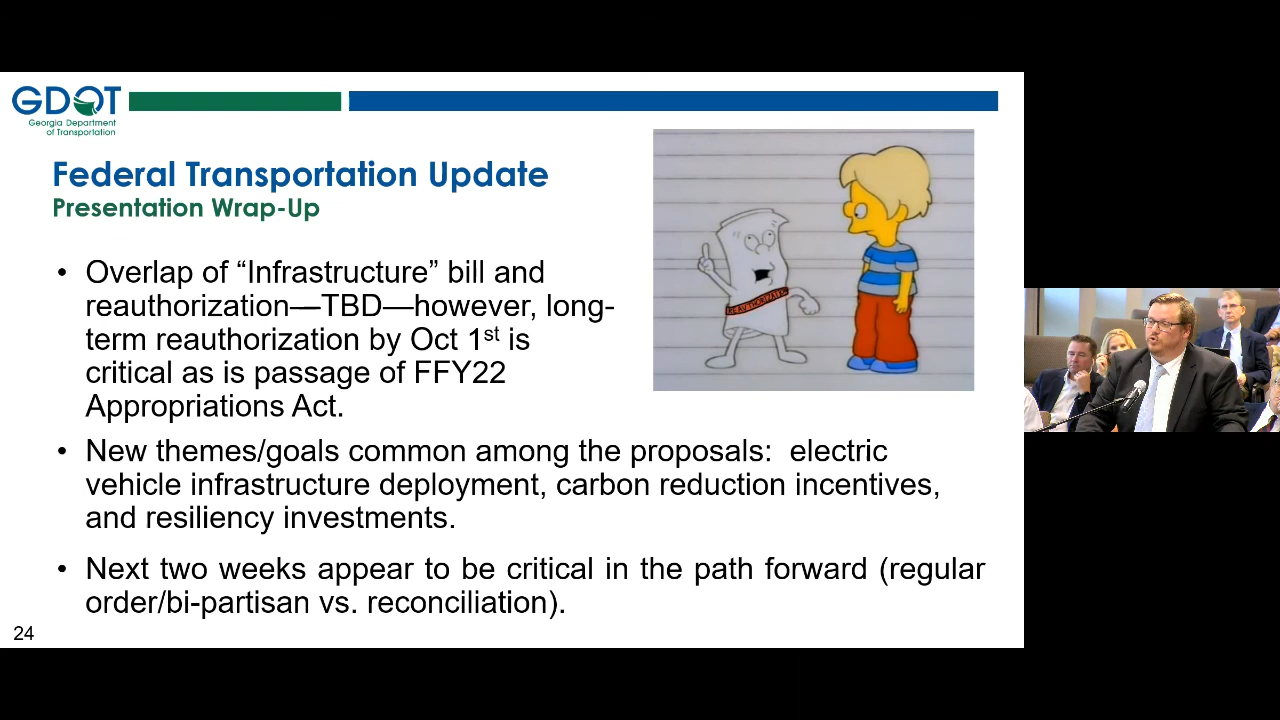 GDOT
Georgia Department
of Transportation
Federal Transportation Update
Presentation Wrap-Up
• Overlap of “Infrastructure” bill and
reauthorization—TBD—however, long-
term reauthorization by Oct 1st is
critical as is passage of FFY22
Appropriations Act.
REAUTHORIZATION
• New themes/goals common among the proposals:  electric
vehicle infrastructure deployment, carbon reduction incentives,
and resiliency investments.
• Next two weeks appear to be critical in the path forward (regular
order/bi-partisan vs. reconciliation).
24